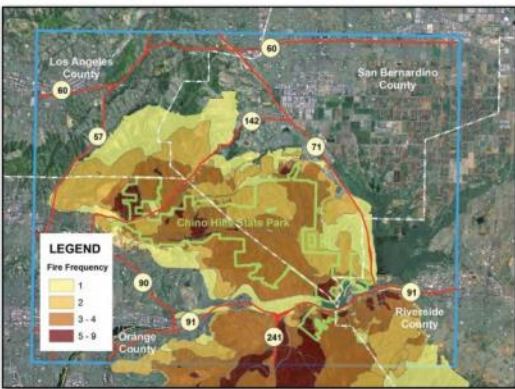 60
Los Angeles
County
San Bernardino
County
60
57
142
71
Chino Hills State Park
LEGEND
Fire Frequency
1
2
3 - 4
5 - 9
90
91
91
Orange
County
241
Riverside
County